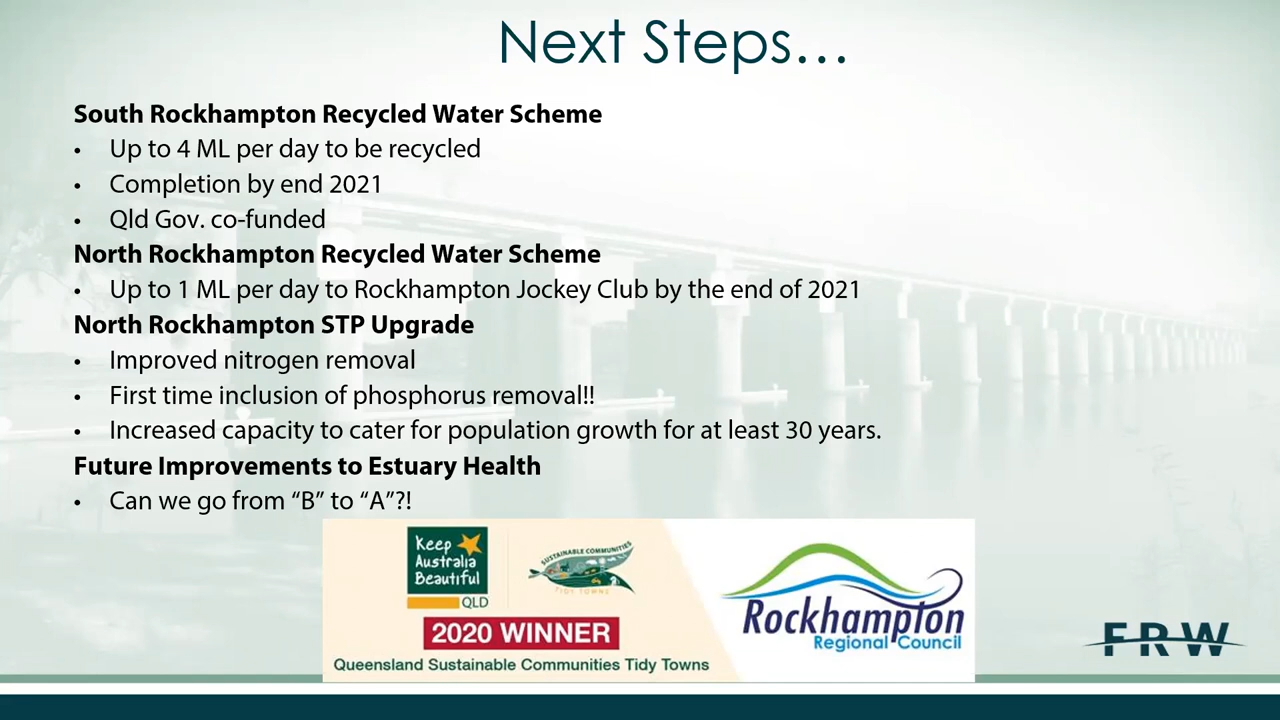 Next Steps...
South Rockhampton Recycled Water Scheme
• Up to 4 ML per day to be recycled
• Completion by end 2021
• Qld Gov. co-funded
North Rockhampton Recycled Water Scheme
• Up to 1 ML per day to Rockhampton Jockey Club by the end of 2021
North Rockhampton STP Upgrade
• Improved nitrogen removal
• First time inclusion of phosphorus removal!!
• Increased capacity to cater for population growth for at least 30 years.
Future Improvements to Estuary Health
• Can we go from “B” to “A”?!
Keep
Australia
Beautiful
QLD
SUSTAINABLE COMMUNITIES
TIDY TOWNS
2020 WINNER
Queensland Sustainable Communities Tidy Towns
Rockhampton
Regional Council
FRW